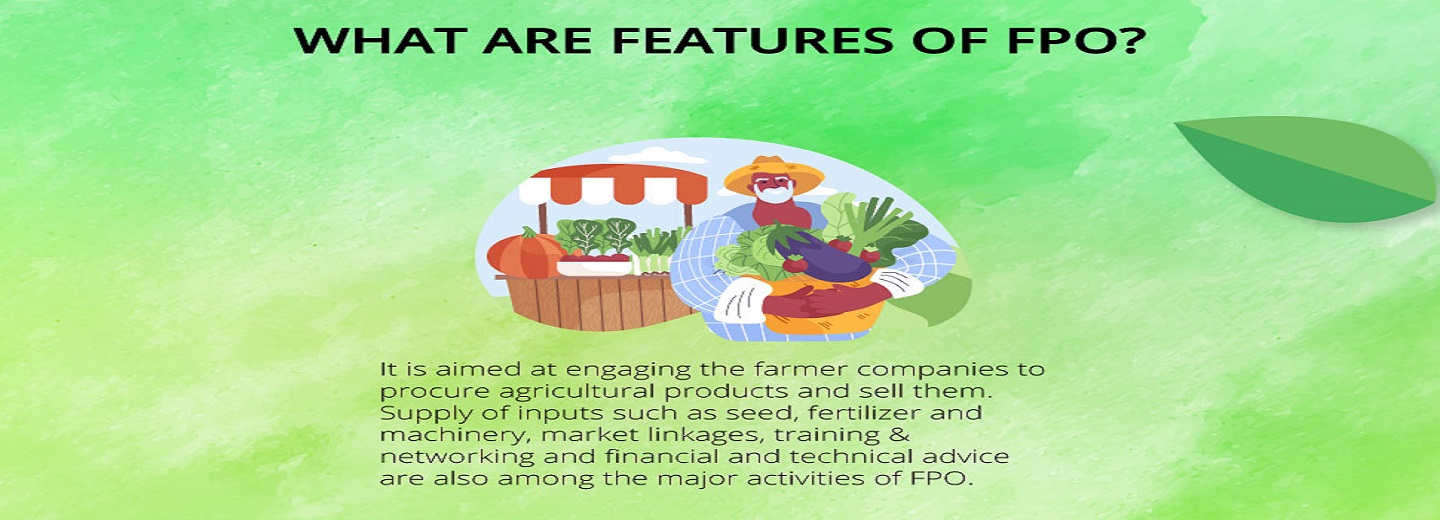 WHAT ARE FEATURES OF FPO?
It is aimed at engaging the farmer companies to
procure agricultural products and sell them.
Supply of inputs such as seed, fertilizer and
machinery, market linkages, training &
networking and financial and technical advice
are also among the major activities of FPO.